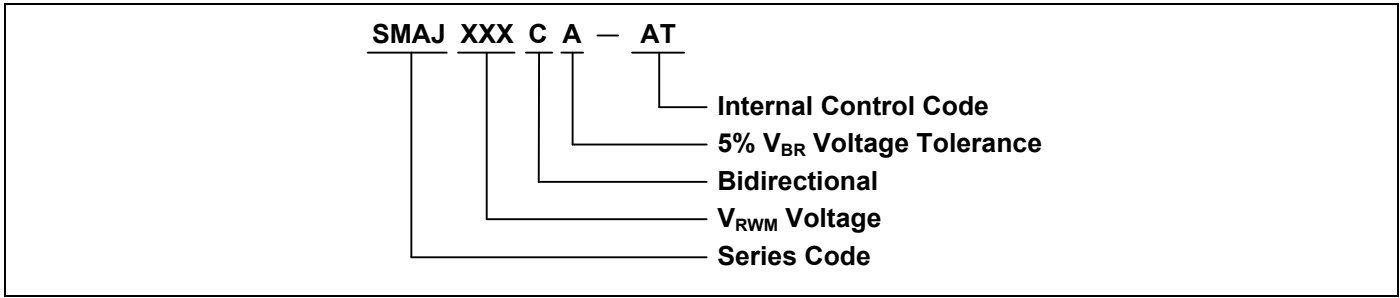 SMAJ XXX C A — AT
Internal Control Code
5% VBR Voltage Tolerance
Bidirectional
VRWM Voltage
Series Code